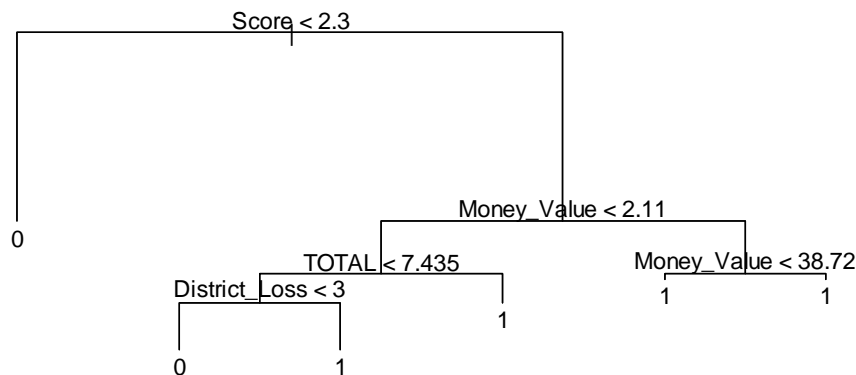 Score < 2.3
Money_Value < 2.11
0
TOTAL < 7.435
Money_Value < 38.72
District_Loss < 3
1
1
1
0
1